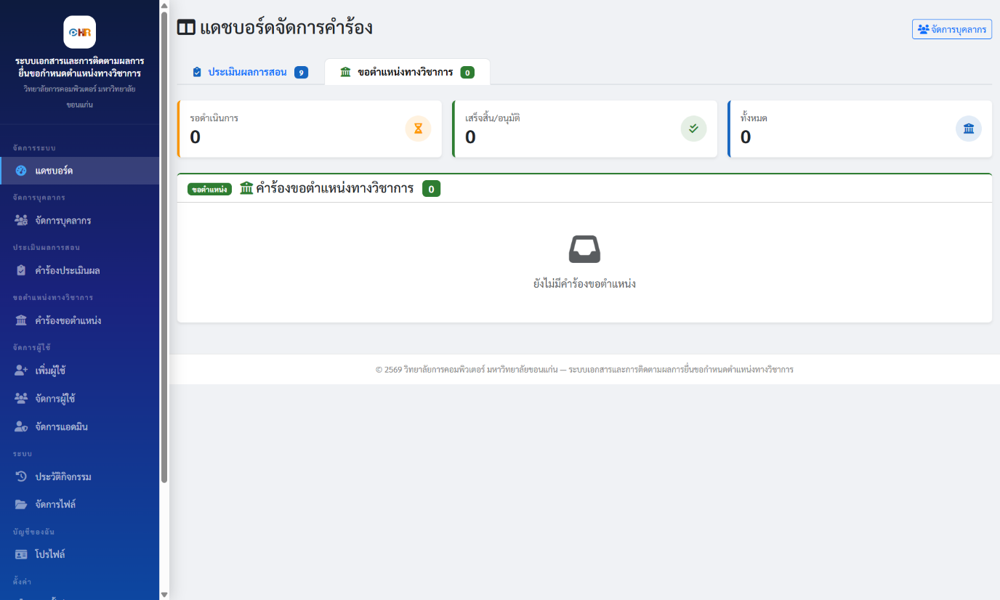 CHR
ระบบเอกสารและการติดตามผลการ
ยื่นขอกำหนดตำแหน่งทางวิชาการ
วิทยาลัยการคอมพิวเตอร์ มหาวิทยาลัย
ขอนแก่น
จัดการระบบ
แดชบอร์ด
จัดการบุคลากร
จัดการบุคลากร
ประเมินผลการสอน
คำร้องประเมินผล
ขอตำแหน่งทางวิชาการ
คำร้องขอตำแหน่ง
จัดการผู้ใช้
เพิ่มผู้ใช้
จัดการผู้ใช้
จัดการแอดมิน
ระบบ
ประวัติกิจกรรม
จัดการไฟล์
บัญชีของฉัน
โปรไฟล์
ตั้งค่า
แดชบอร์ดจัดการคำร้อง
จัดการบุคลากร
ประเมินผลการสอน 9
ขอตำแหน่งทางวิชาการ 0
รอดำเนินการ
0
เสร็จสิ้น/อนุมัติ
0
ทั้งหมด
0
ขอตำแหน่ง คำร้องขอตำแหน่งทางวิชาการ 0
ยังไม่มีคำร้องขอตำแหน่ง
© 2569 วิทยาลัยการคอมพิวเตอร์ มหาวิทยาลัยขอนแก่น — ระบบเอกสารและการติดตามผลการยื่นขอกำหนดตำแหน่งทางวิชาการ